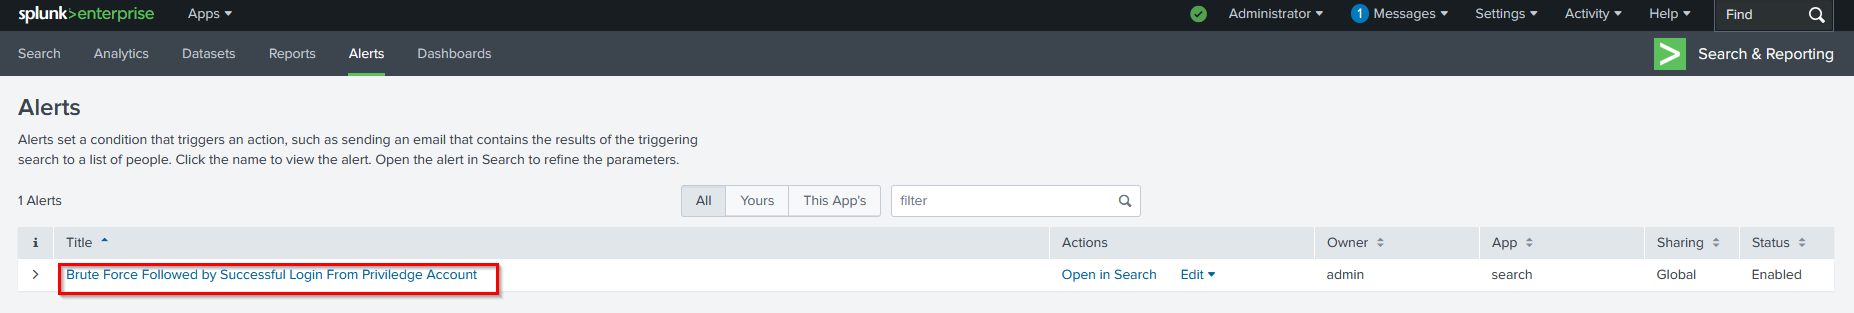 splunk>enterprise Apps Administrator 1 Messages Settings Activity Help Find
Search Analytics Datasets Reports Alerts Dashboards > Search & Reporting
Alerts
Alerts set a condition that triggers an action, such as sending an email that contains the results of the triggering
search to a list of people. Click the name to view the alert. Open the alert in Search to refine the parameters.
1 Alerts All Yours This App's filter
i Title Actions Owner App Sharing Status
> Brute Force Followed by Successful Login From Priviledge Account Open in Search Edit admin search Global Enabled